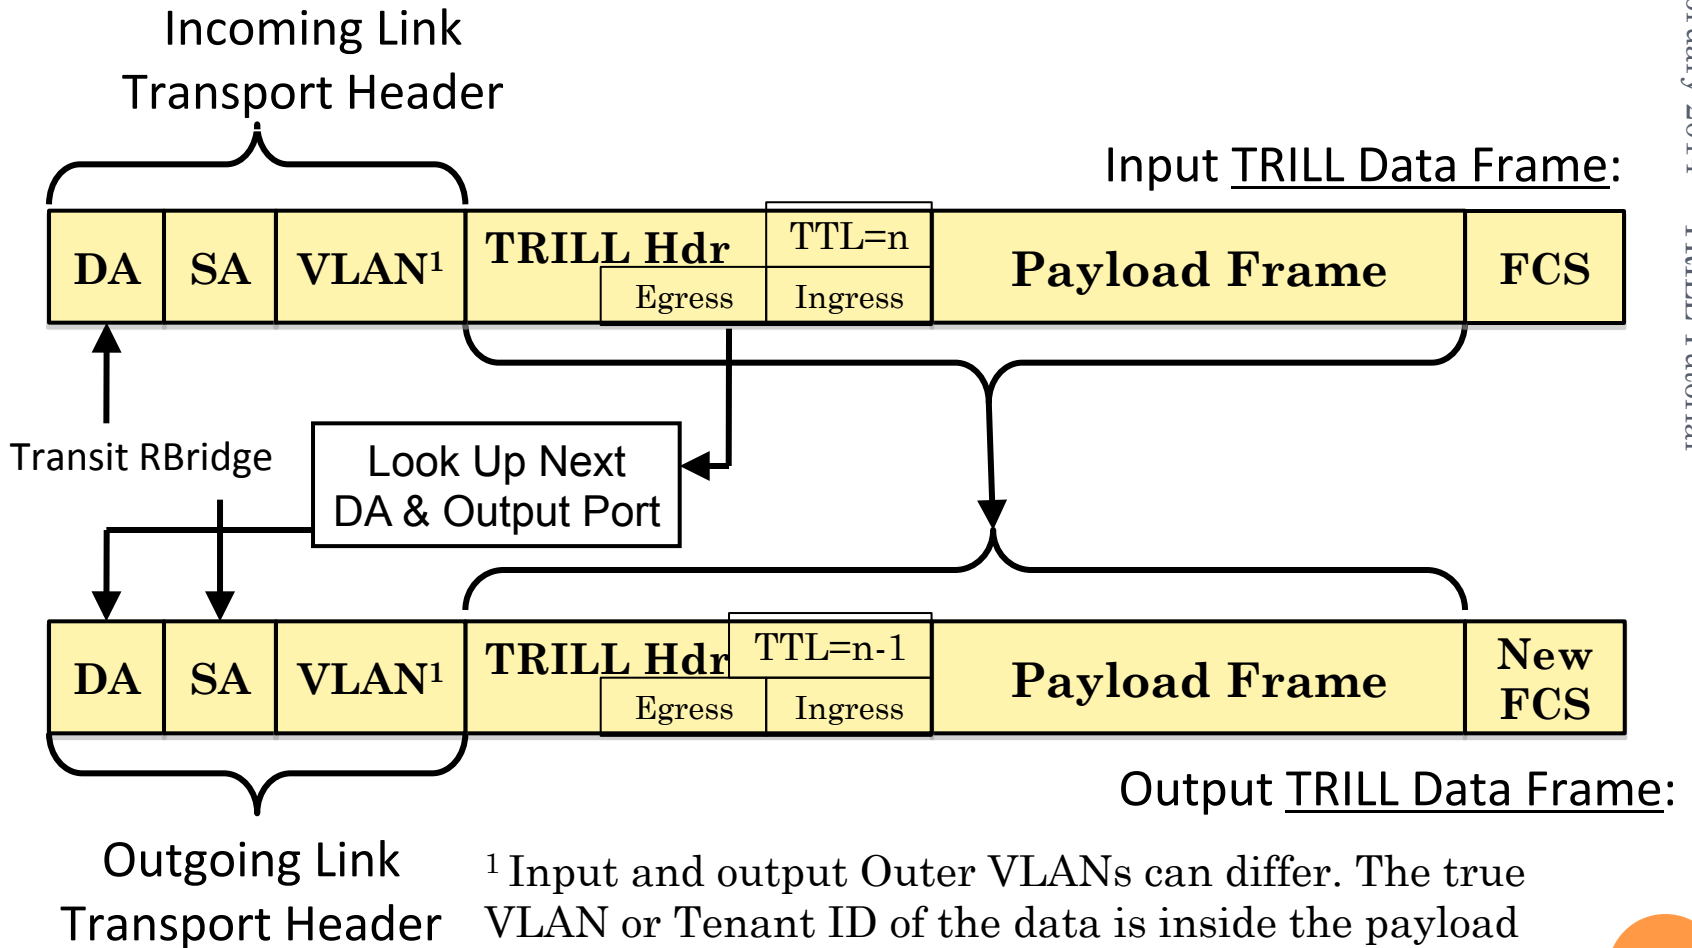 Incoming Link
Transport Header
Input TRILL Data Frame:
DA SA VLAN¹ TRILL Hdr TTL=n Egress Ingress Payload Frame FCS
Transit RBridge
Look Up Next
DA & Output Port
DA SA VLAN¹ TRILL Hdr TTL=n-1 Egress Ingress Payload Frame New
FCS
Output TRILL Data Frame:
Outgoing Link
Transport Header
¹ Input and output Outer VLANs can differ. The true
VLAN or Tenant ID of the data is inside the payload